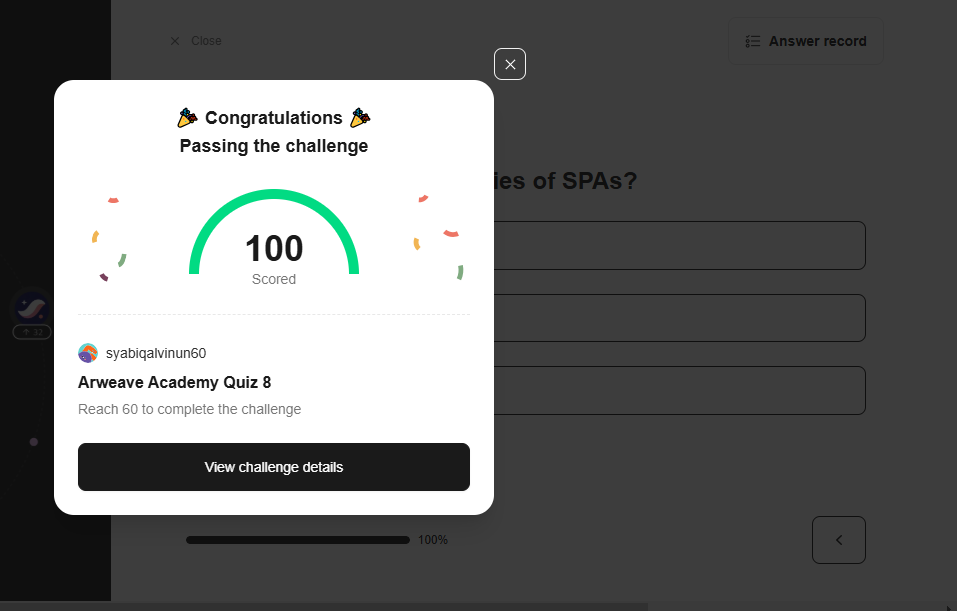 Close
Answer record
Congratulations
Passing the challenge
ies of SPAs?
100
Scored
32
syabiqalvinun60
Arweave Academy Quiz 8
Reach 60 to complete the challenge
View challenge details
100%